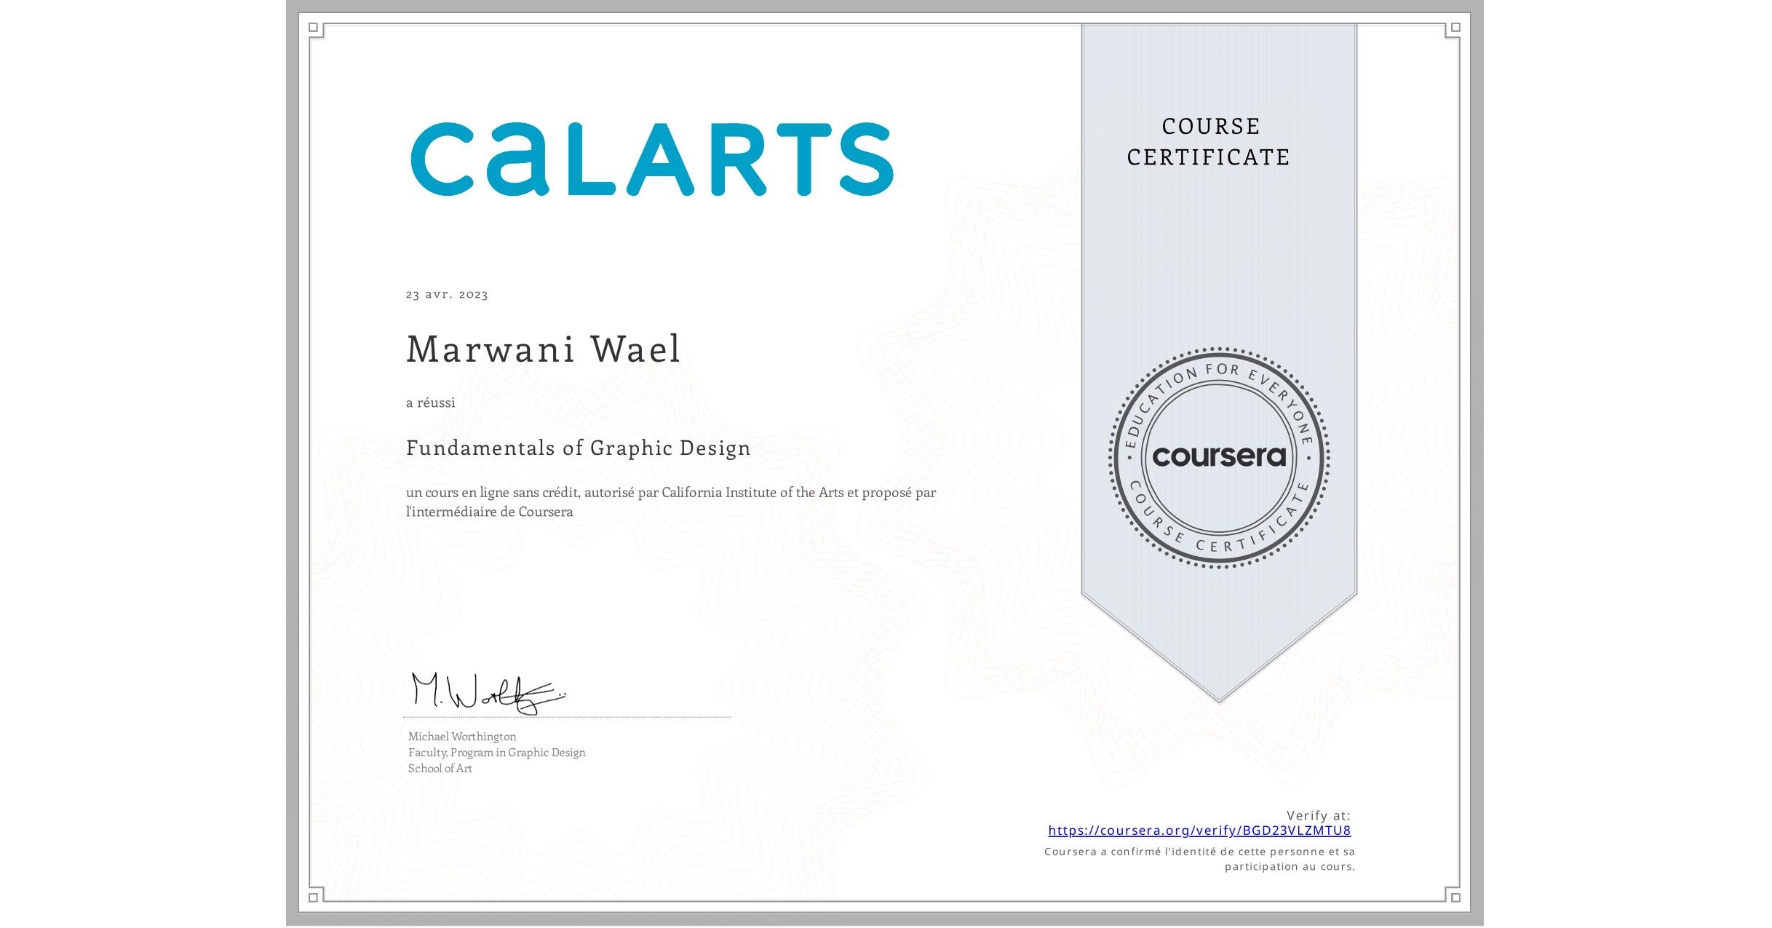 CALARTS
COURSE
CERTIFICATE
23 avr. 2023
Marwani Wael
a réussi
Fundamentals of Graphic Design
un cours en ligne sans crédit, autorisé par California Institute of the Arts et proposé par
l'intermédiaire de Coursera
EDUCATION FOR EVERYONE
coursera
COURSE CERTIFICATE
Michael Worthington
Faculty, Program in Graphic Design
School of Art
Verify at:
https://coursera.org/verify/BGD23VLZMTU8
Coursera a confirmé l'identité de cette personne et sa
participation au cours.